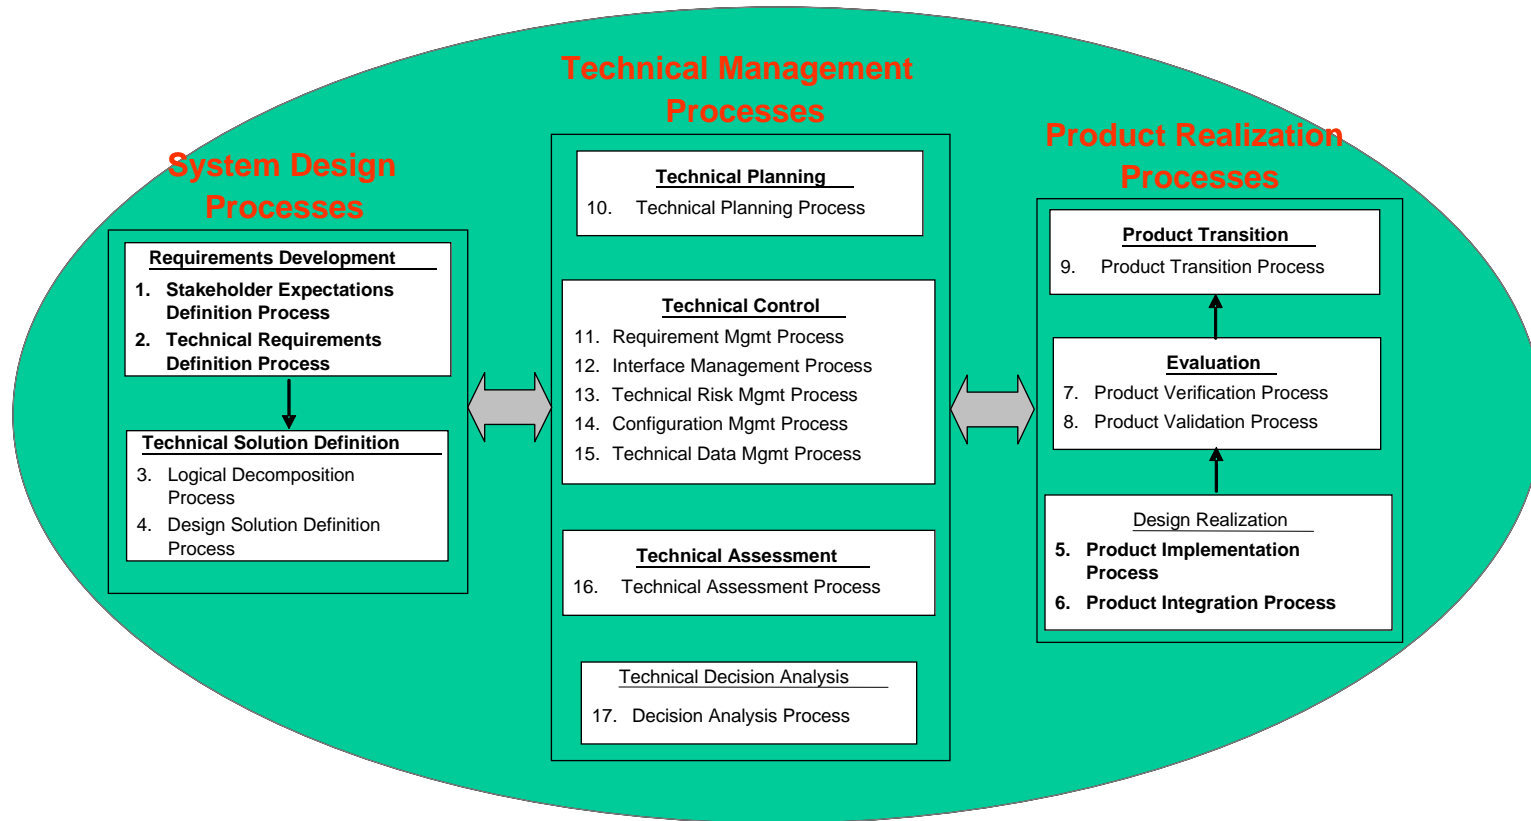 System Design
Processes
Requirements Development
1. Stakeholder Expectations
Definition Process
2. Technical Requirements
Definition Process
Technical Solution Definition
3. Logical Decomposition
Process
4. Design Solution Definition
Process
Technical Management
Processes
Technical Planning
10. Technical Planning Process
Technical Control
11. Requirement Mgmt Process
12. Interface Management Process
13. Technical Risk Mgmt Process
14. Configuration Mgmt Process
15. Technical Data Mgmt Process
Technical Assessment
16. Technical Assessment Process
Technical Decision Analysis
17. Decision Analysis Process
Product Realization
Processes
Product Transition
9. Product Transition Process
Evaluation
7. Product Verification Process
8. Product Validation Process
Design Realization
5. Product Implementation
Process
6. Product Integration Process